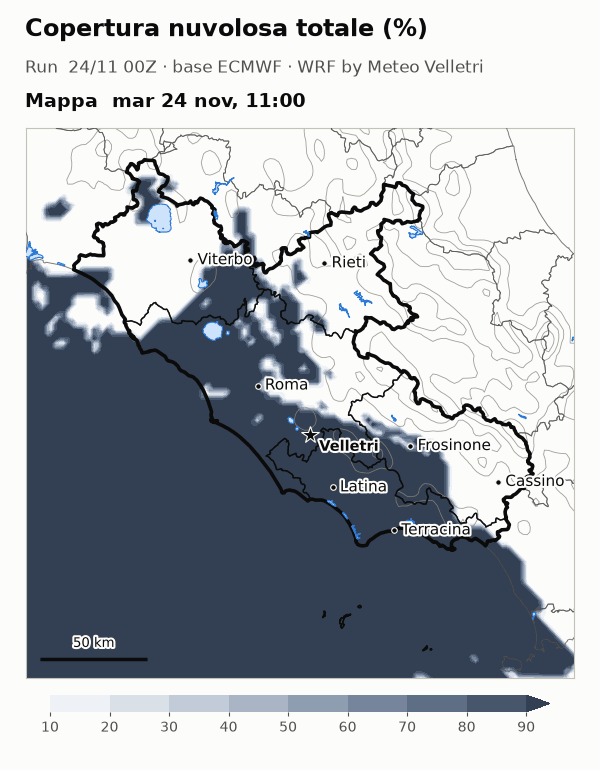 Copertura nuvolosa totale (%)
Run  24/11 00Z · base ECMWF · WRF by Meteo Velletri
Mappa  mar 24 nov, 11:00
Viterbo
Rieti
Roma
Velletri
Frosinone
Latina
Cassino
Terracina
50 km
10 20 30 40 50 60 70 80 90